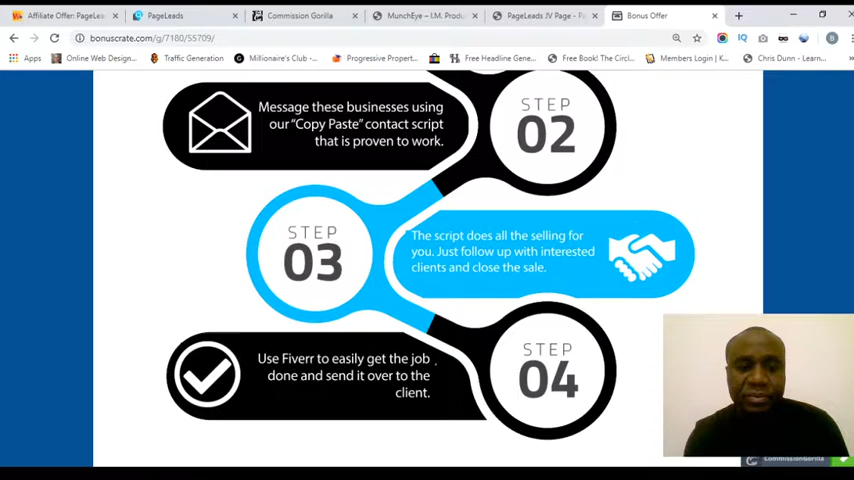 Affiliate Offer: PageLea
PageLeads
Commission Gorilla
MunchEye – I.M. Produ
PageLeads JV Page - P
Bonus Offer
bonuscrate.com/g/7180/55709/
Apps
Online Web Design...
Traffic Generation
Millionaire's Club -...
Progressive Propert...
Free Headline Gene...
Free Book! The Circl...
Members Login | K...
Chris Dunn - Learn...
Message these businesses using
our "Copy Paste" contact script
that is proven to work.
STEP
02
STEP
03
The script does all the selling for
you. Just follow up with interested
clients and close the sale.
Use Fiverr to easily get the job
done and send it over to the
client.
STEP
04
CommissionGorilla